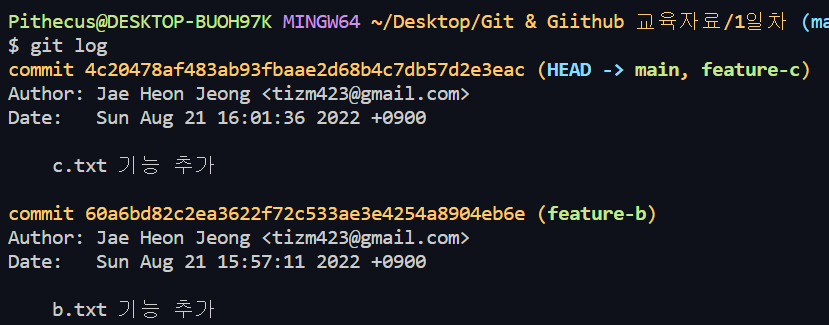 Pithecus@DESKTOP-BUOH97K MINGW64 ~/Desktop/Git & Giithub 교육자료/1일차 (ma
$ git log
commit 4c20478af483ab93fbaae2d68b4c7db57d2e3eac (HEAD -> main, feature-c)
Author: Jae Heon Jeong <tizm423@gmail.com>
Date:   Sun Aug 21 16:01:36 2022 +0900
c.txt 기능 추가
commit 60a6bd82c2ea3622f72c533ae3e4254a8904eb6e (feature-b)
Author: Jae Heon Jeong <tizm423@gmail.com>
Date:   Sun Aug 21 15:57:11 2022 +0900
b.txt 기능 추가